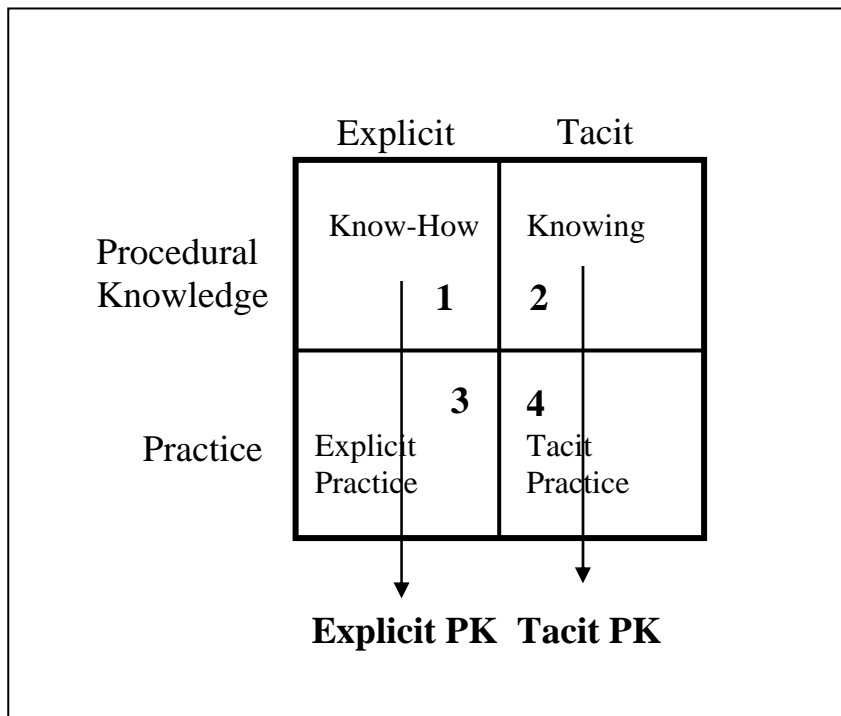 Explicit Tacit
Know-How Knowing
Procedural
Knowledge
1 2
3 4
Practice
Explicit
Practice
Tacit
Practice
Explicit PK Tacit PK